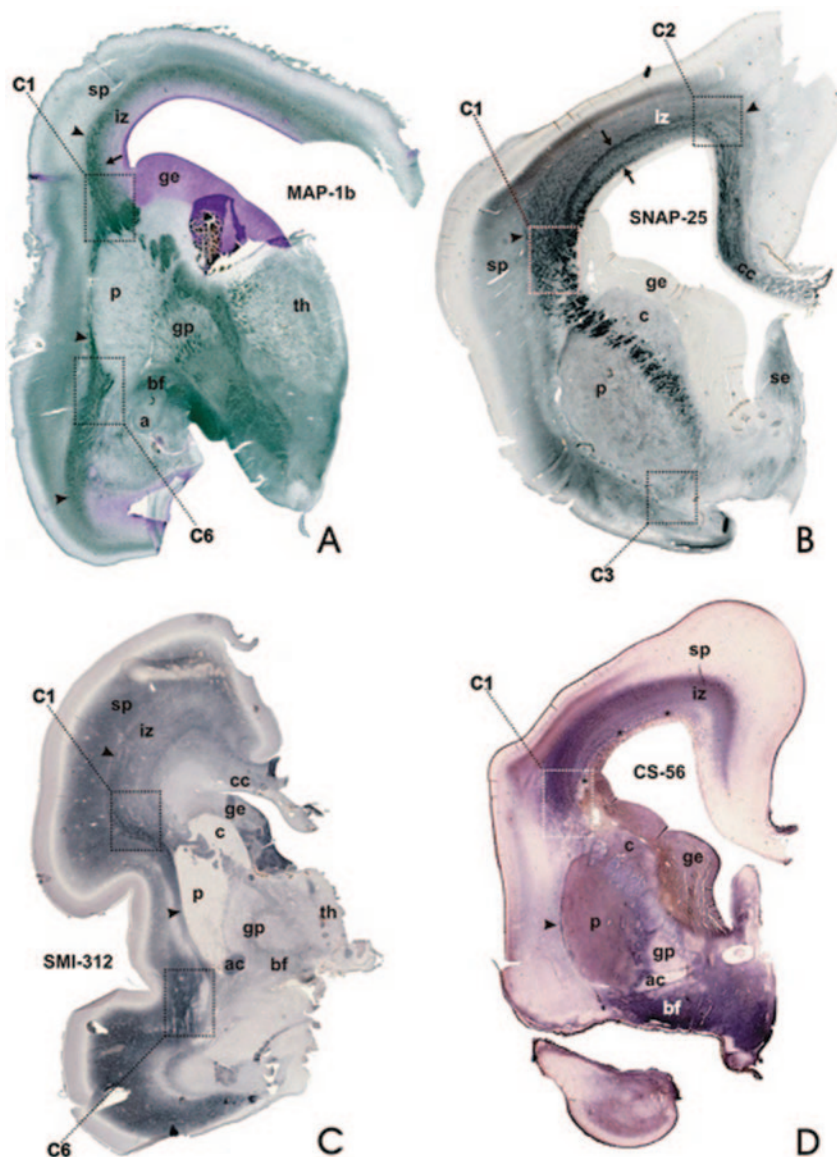 C1
sp
iz
ge
MAP-1b
p
th
gp
bf
a
C6
A
C2
C1
iz
SNAP-25
sp
ge
cc
c
p
se
C3
B
C1
sp
iz
cc
ge
c
p
th
gp
SMI-312
ac
bf
C6
C
sp
C1
iz
CS-56
c
ge
p
gp
ac
bf
D